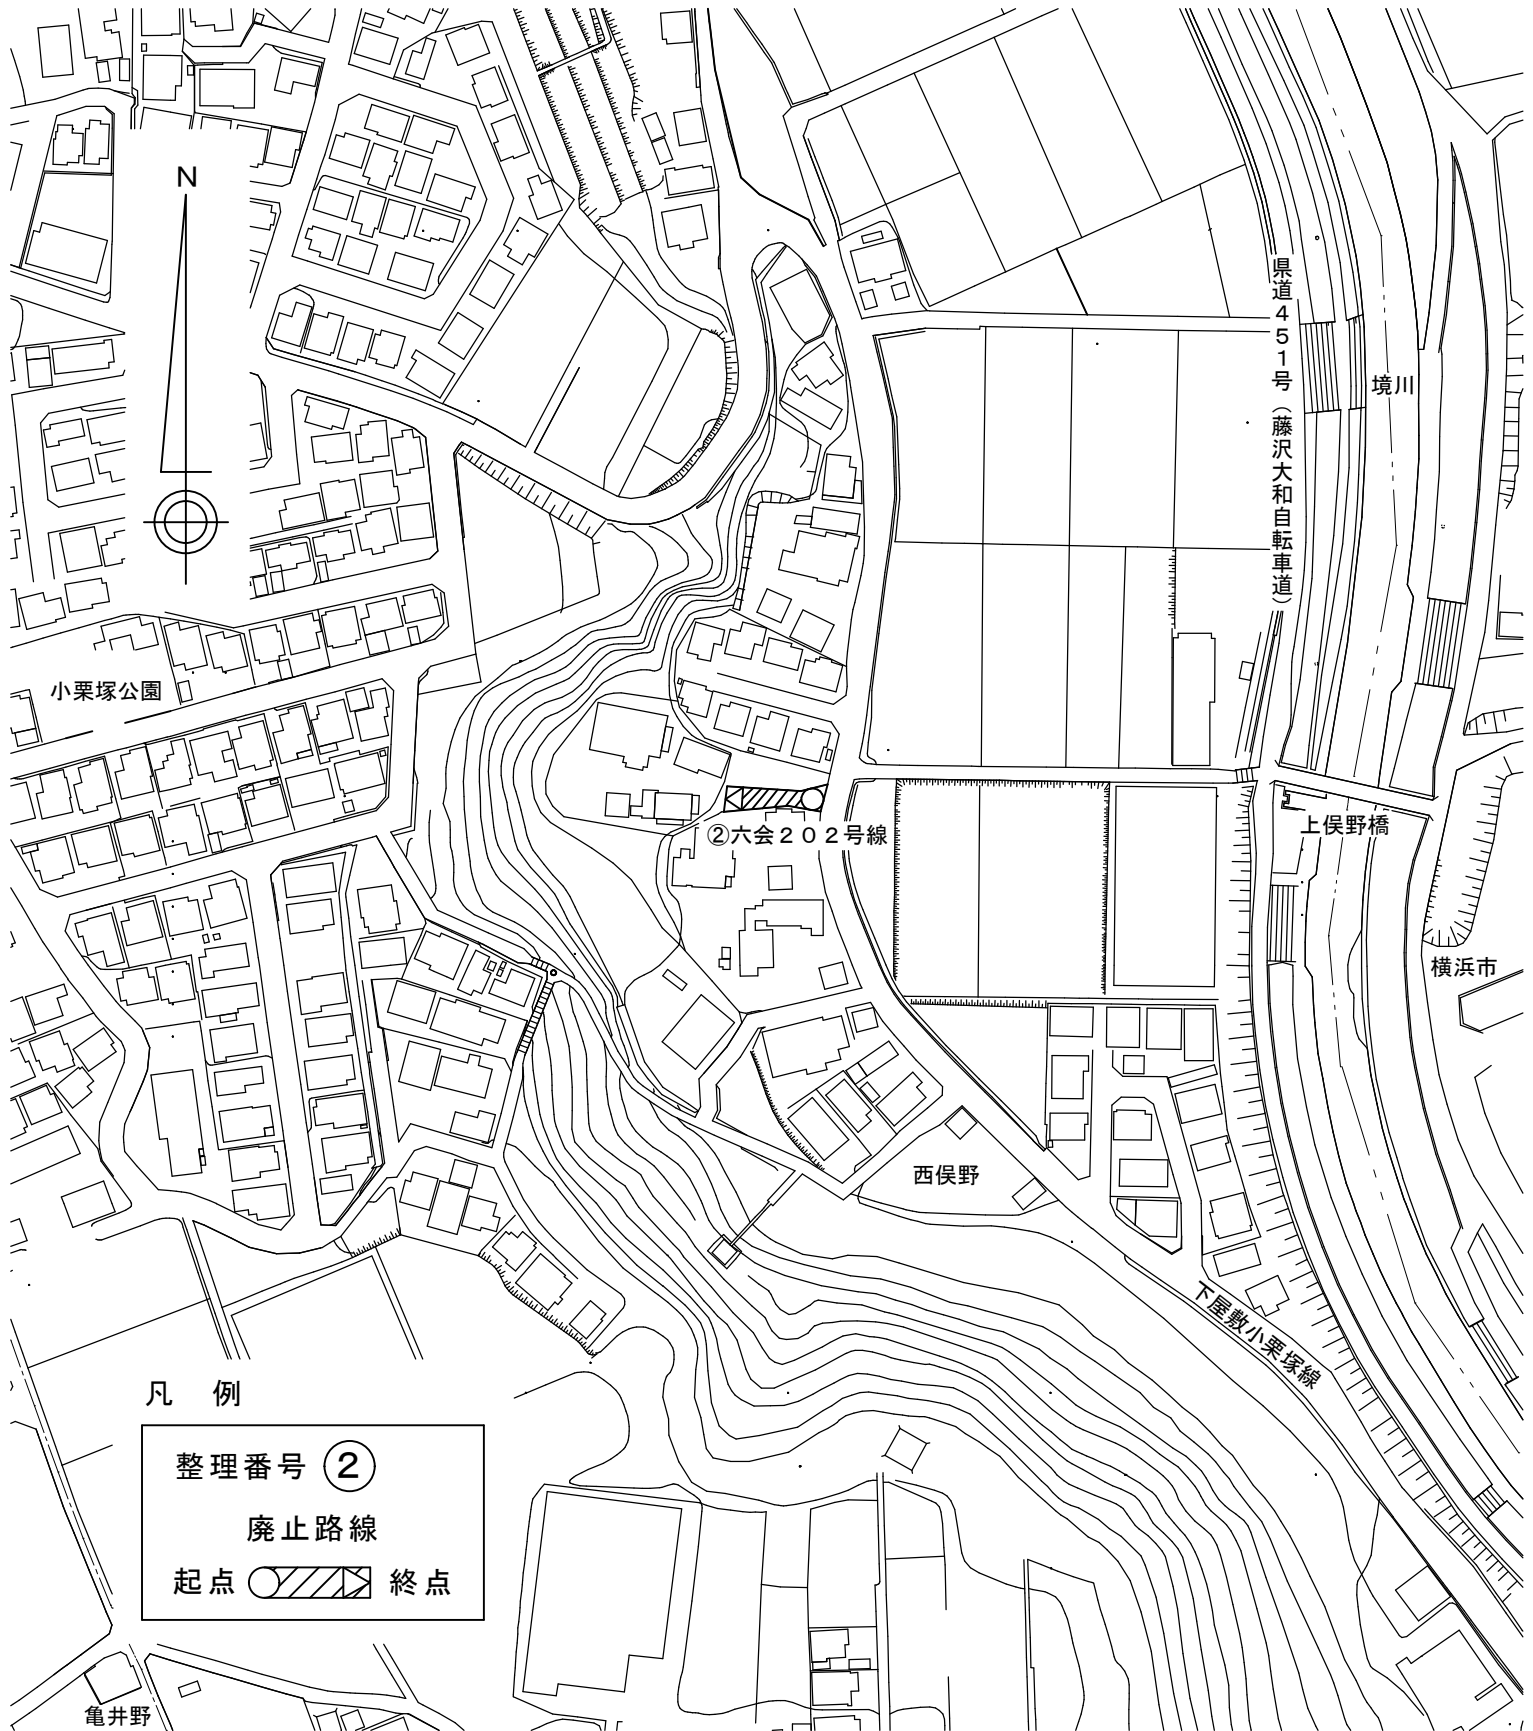 N
県道451号（藤沢大和自転車道）
境川
小栗塚公園
②六会202号線
上俣野橋
横浜市
西俣野
下屋敷小栗塚線
凡 例
整理番号 ②
廃止路線
起点 終点
亀井野